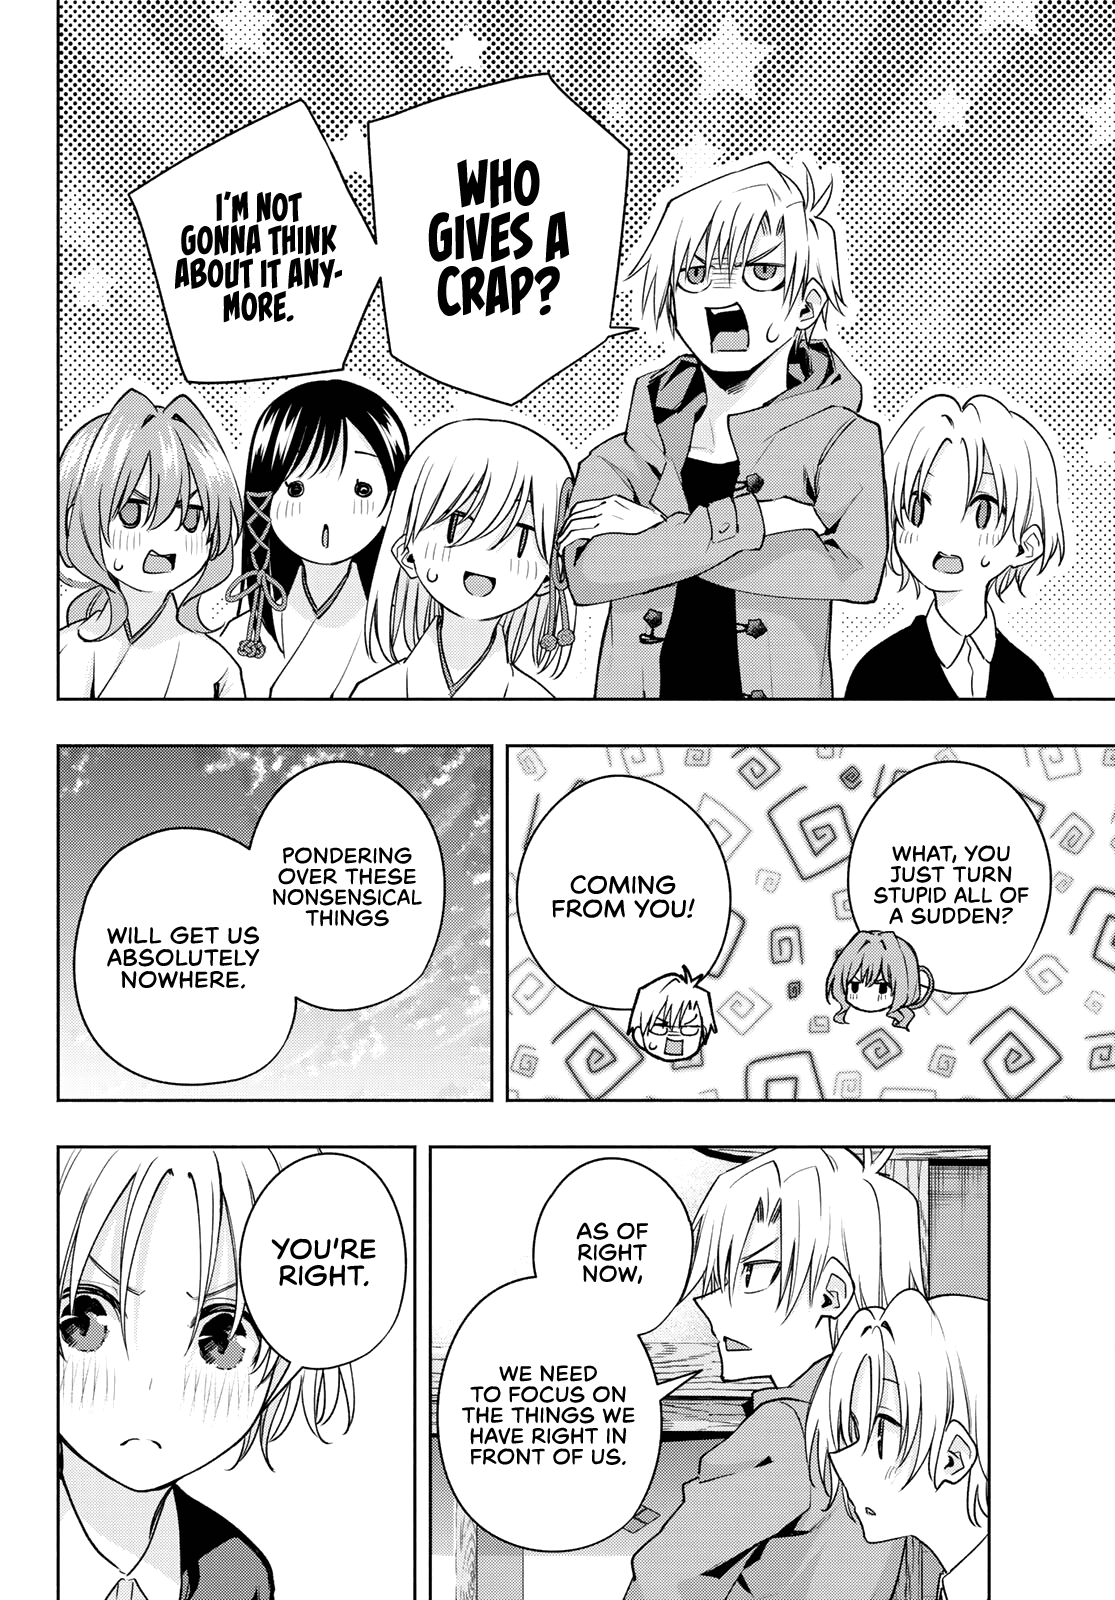 WHO
GIVES A
CRAP?
I'M NOT
GONNA THINK
ABOUT IT ANY-
MORE.
WHAT, YOU
JUST TURN
STUPID ALL OF
A SUDDEN?
COMING
FROM YOU!
PONDERING
OVER THESE
NONSENSICAL
THINGS
WILL GET US
ABSOLUTELY
NOWHERE.
AS OF
RIGHT
NOW,
WE NEED
TO FOCUS ON
THE THINGS WE
HAVE RIGHT IN
FRONT OF US.
YOU'RE
RIGHT.